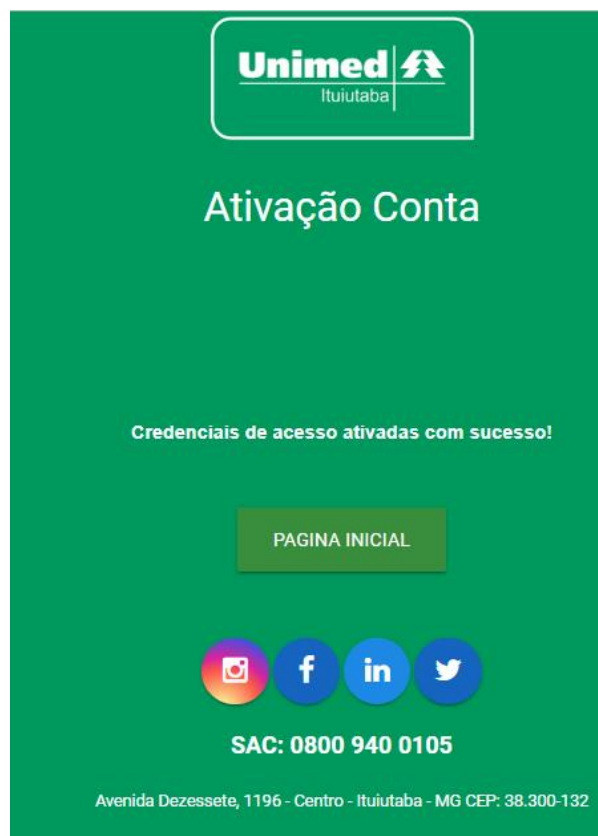 Unimed
Ituiutaba
Ativação Conta
Credenciais de acesso ativadas com sucesso!
PAGINA INICIAL
SAC: 0800 940 0105
Avenida Dezessete, 1196 - Centro - Ituiutaba - MG CEP: 38.300-132